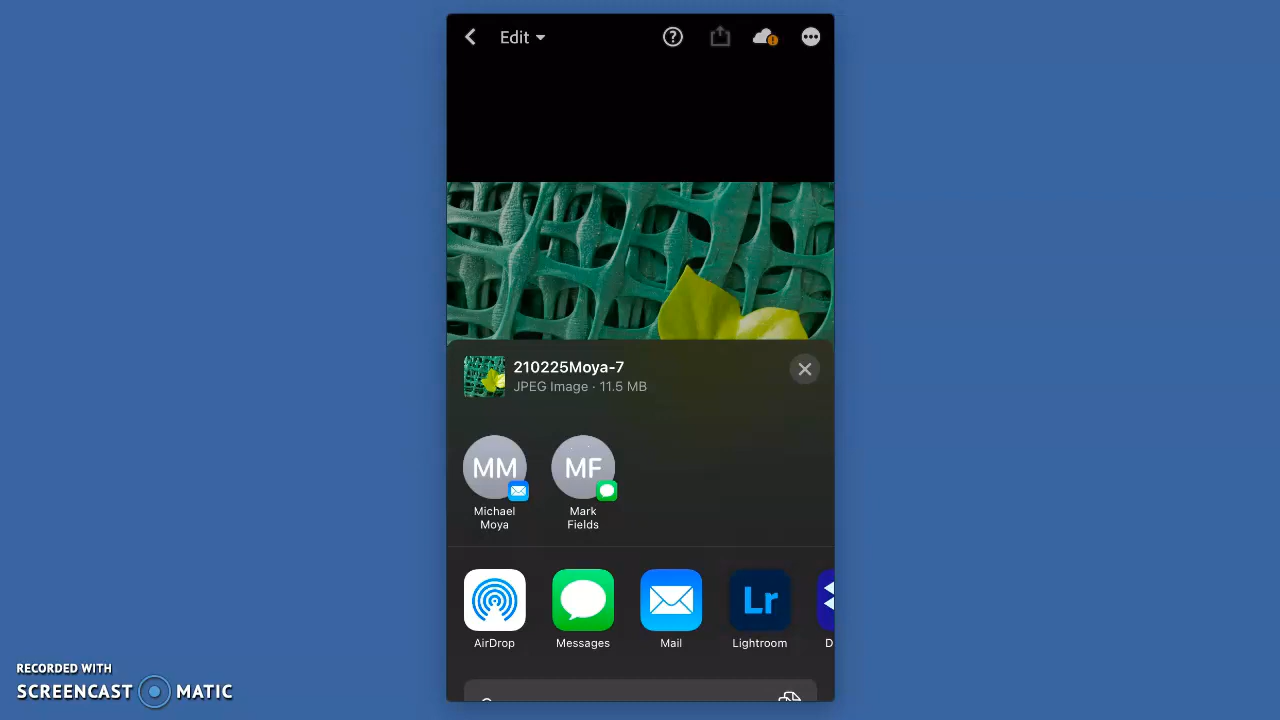 Edit
210225Moya-7
JPEG Image · 11.5 MB
MM
MF
Michael
Moya
Mark
Fields
Lr
AirDrop
Messages
Mail
Lightroom
D
RECORDED WITH
SCREENCAST MATIC